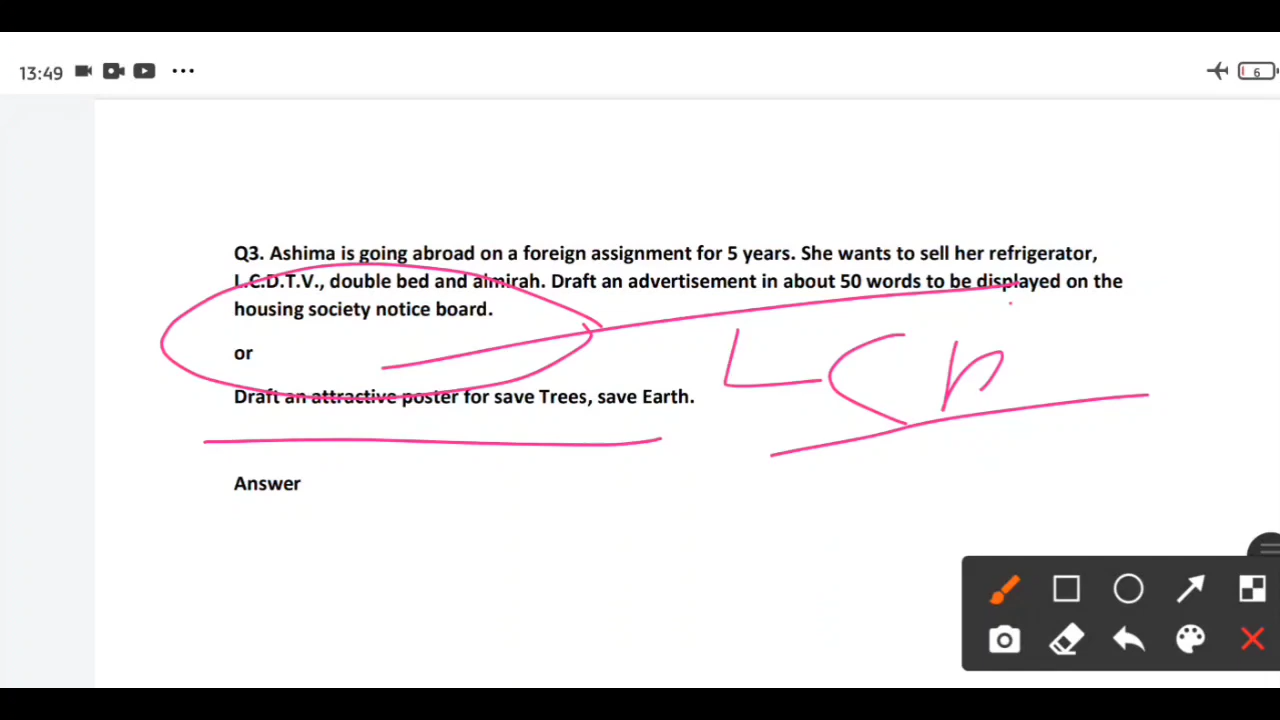 13:49
6
Q3. Ashima is going abroad on a foreign assignment for 5 years. She wants to sell her refrigerator,
L.C.D.T.V., double bed and almirah. Draft an advertisement in about 50 words to be displayed on the
housing society notice board.
or
Draft an attractive poster for save Trees, save Earth.
Answer